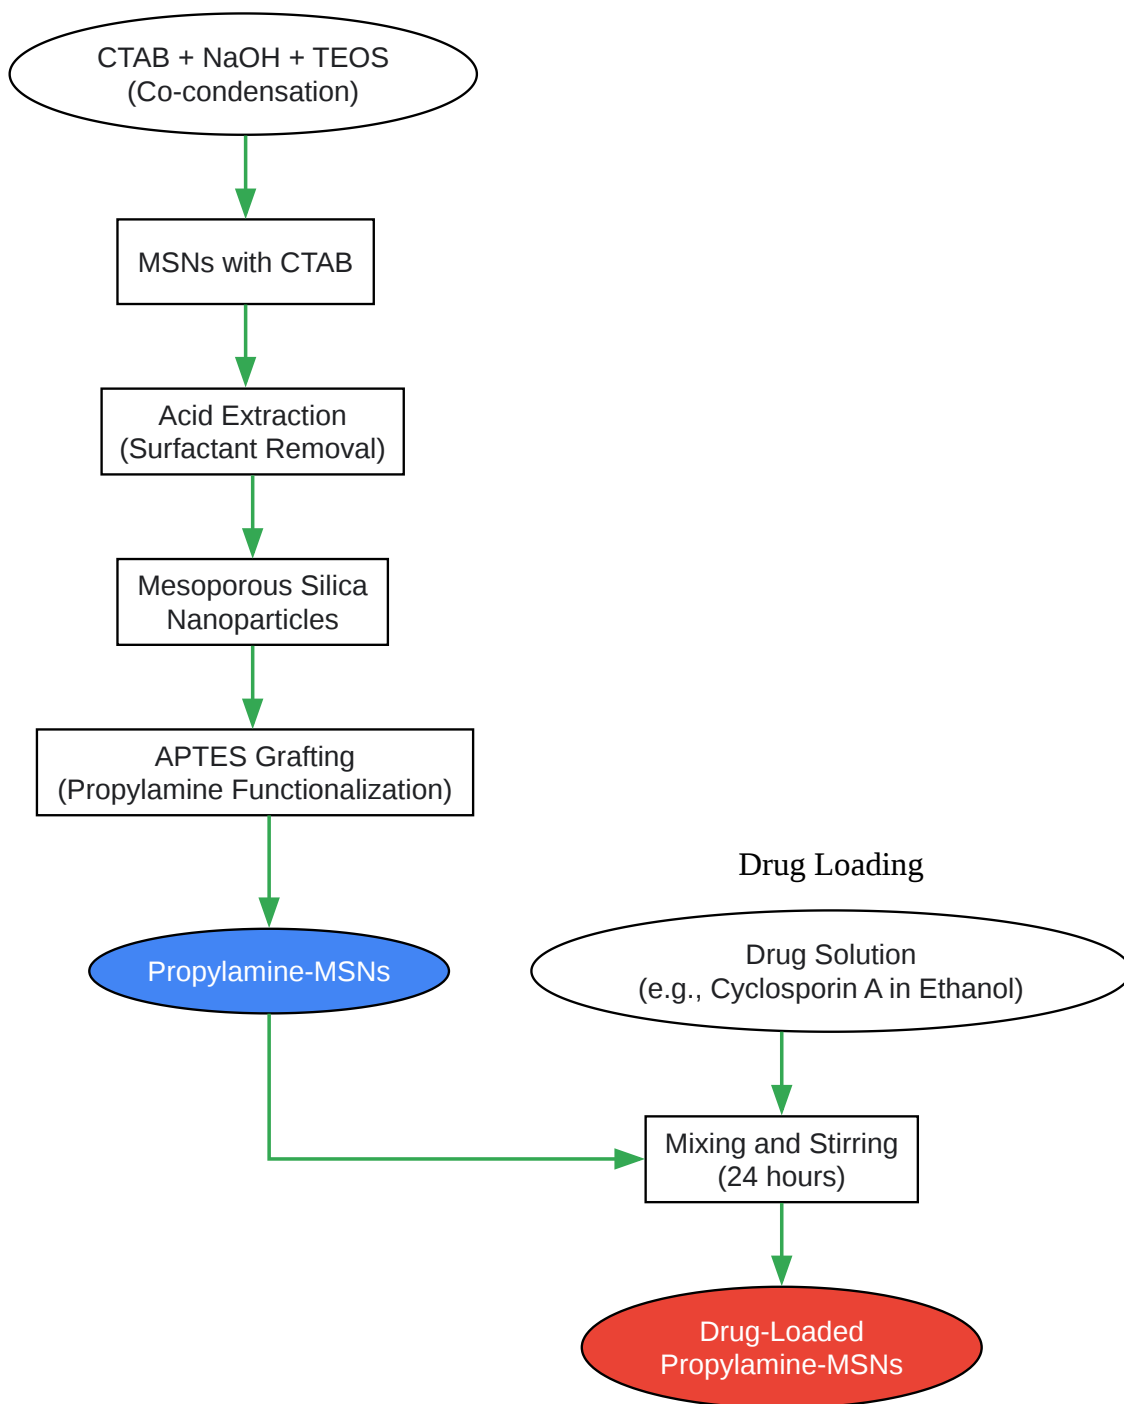 CTAB + NaOH + TEOS
(Co-condensation)
MSNs with CTAB
Acid Extraction
(Surfactant Removal)
Mesoporous Silica
Nanoparticles
APTES Grafting
(Propylamine Functionalization)
Propylamine-MSNs
Drug Loading
Drug Solution
(e.g., Cyclosporin A in Ethanol)
Mixing and Stirring
(24 hours)
Drug-Loaded
Propylamine-MSNs